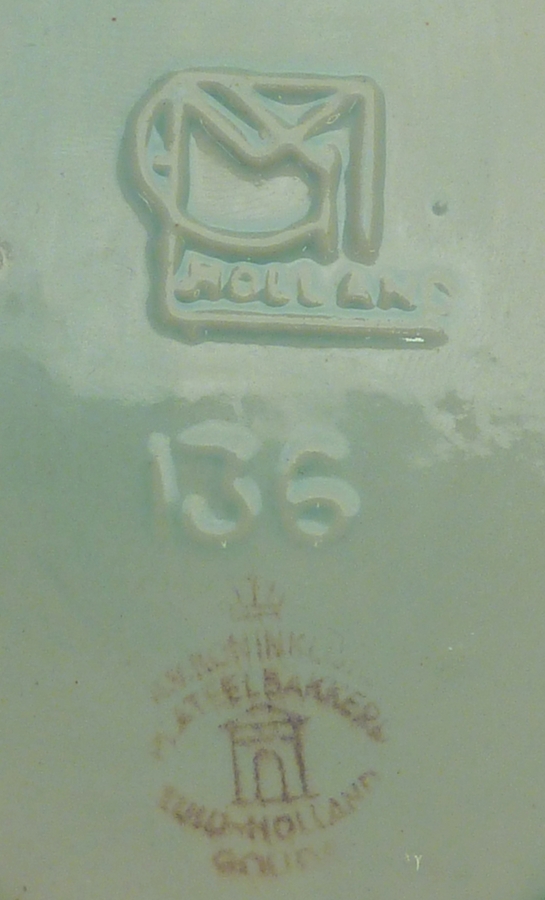 HOLLAND
136
N.V. KONINKLIJKE
PLATEELBAKKERIJ
ZUID-HOLLAND
GOUDA